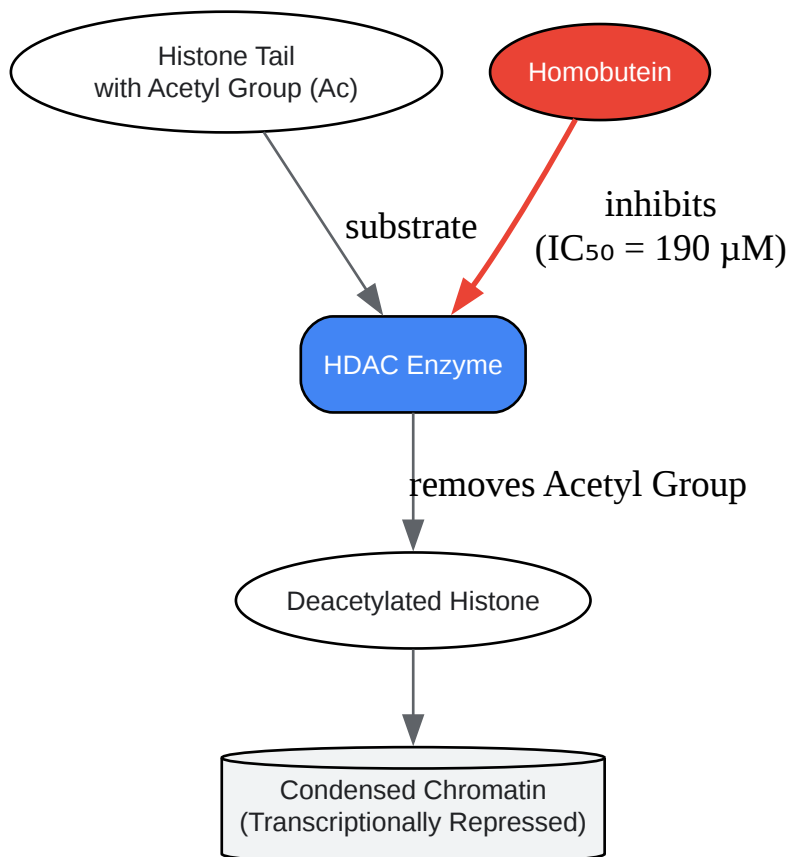 Histone Tail
with Acetyl Group (Ac)
Homobutein
substrate
inhibits
(IC₅₀ = 190 µM)
HDAC Enzyme
removes Acetyl Group
Deacetylated Histone
Condensed Chromatin
(Transcriptionally Repressed)